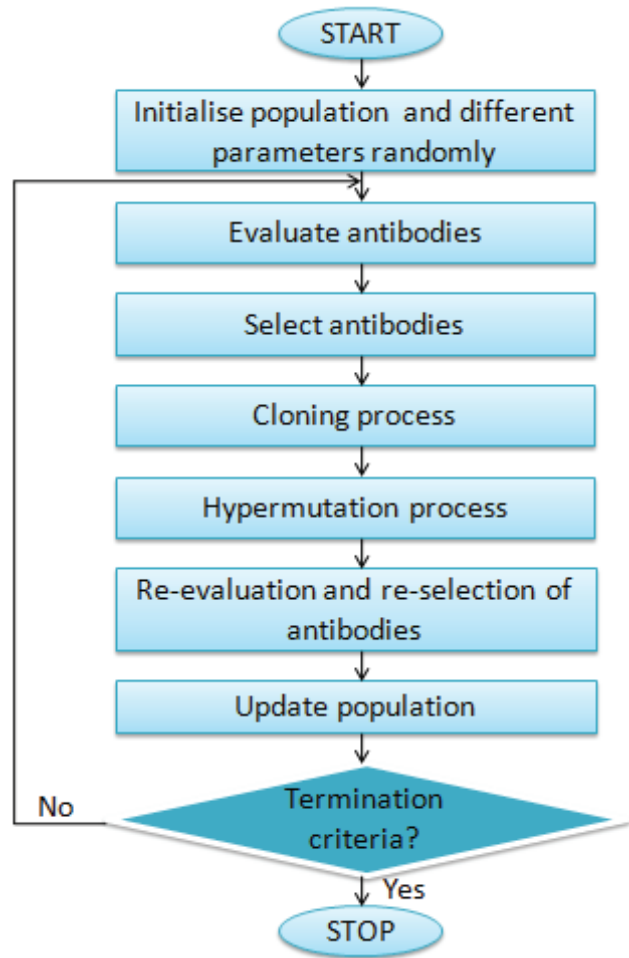 START
Initialise population and different
parameters randomly
Evaluate antibodies
Select antibodies
Cloning process
Hypermutation process
Re-evaluation and re-selection of
antibodies
Update population
Termination
criteria?
No
Yes
STOP